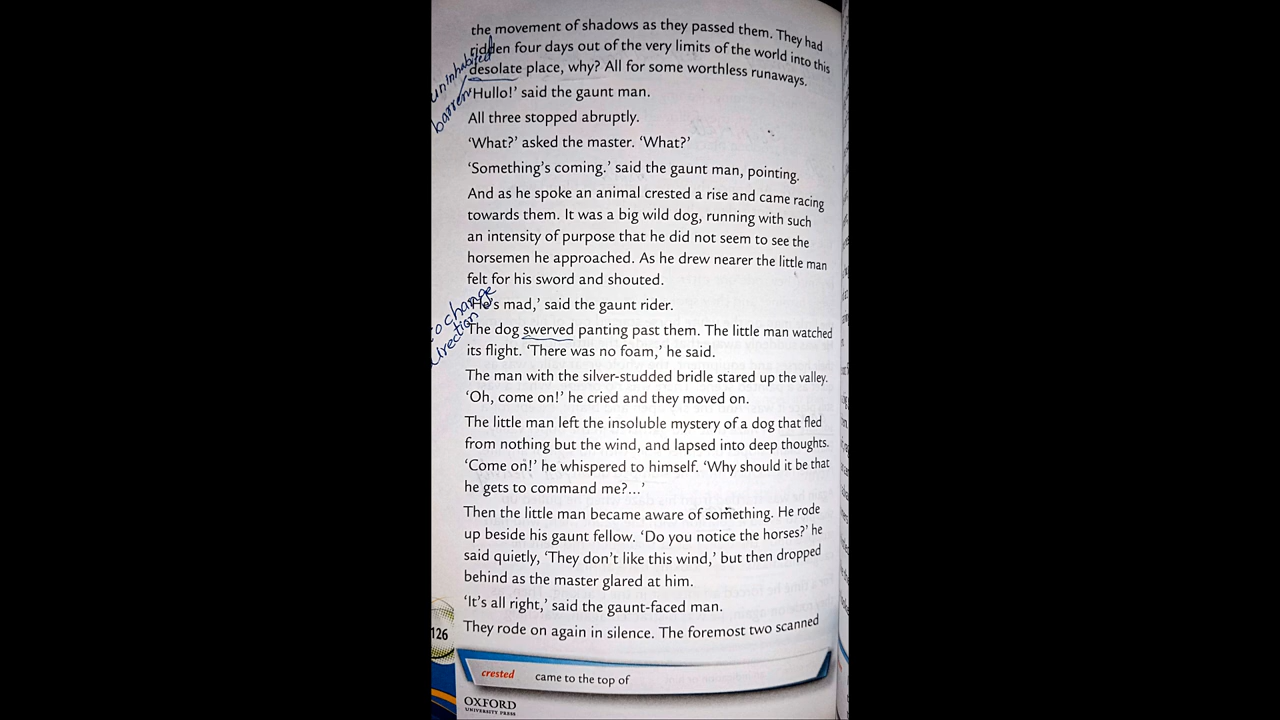 the movement of shadows as they passed them. They had
ridden four days out of the very limits of the world into this
uninhabited
desolate place, why? All for some worthless runaways.
barren
‘Hullo!’ said the gaunt man.
All three stopped abruptly.
‘What?’ asked the master. ‘What?’
‘Something's coming.’ said the gaunt man, pointing.
And as he spoke an animal crested a rise and came racing
towards them. It was a big wild dog, running with such
an intensity of purpose that he did not seem to see the
horsemen he approached. As he drew nearer the little man
felt for his sword and shouted.
to change
direction
‘He's mad,’ said the gaunt rider.
The dog swerved panting past them. The little man watched
its flight. ‘There was no foam,’ he said.
The man with the silver-studded bridle stared up the valley.
‘Oh, come on!’ he cried and they moved on.
The little man left the insoluble mystery of a dog that fled
from nothing but the wind, and lapsed into deep thoughts.
‘Come on!’ he whispered to himself. ‘Why should it be that
he gets to command me?...’
Then the little man became aware of something. He rode
up beside his gaunt fellow. ‘Do you notice the horses?’ he
said quietly, ‘They don't like this wind,’ but then dropped
behind as the master glared at him.
‘It's all right,’ said the gaunt-faced man.
They rode on again in silence. The foremost two scanned
126
crested came to the top of
OXFORD
UNIVERSITY PRESS